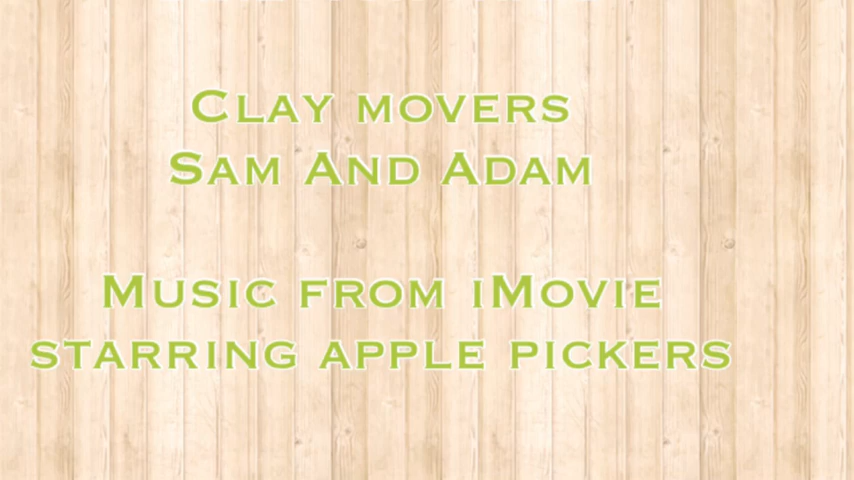 Clay movers
Sam And Adam
Music from iMovie
starring apple pickers